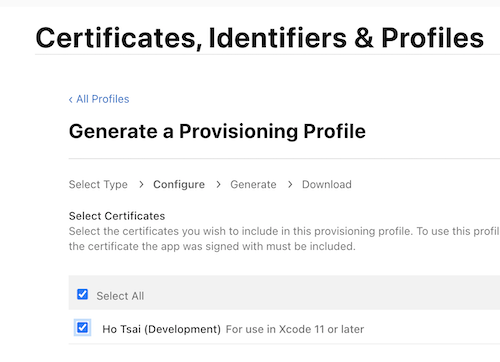 Certificates, Identifiers & Profiles
‹ All Profiles
Generate a Provisioning Profile
Select Type > Configure > Generate > Download
Select Certificates
Select the certificates you wish to include in this provisioning profile. To use this
the certificate the app was signed with must be included.
Select All
Ho Tsai (Development) For use in Xcode 11 or later